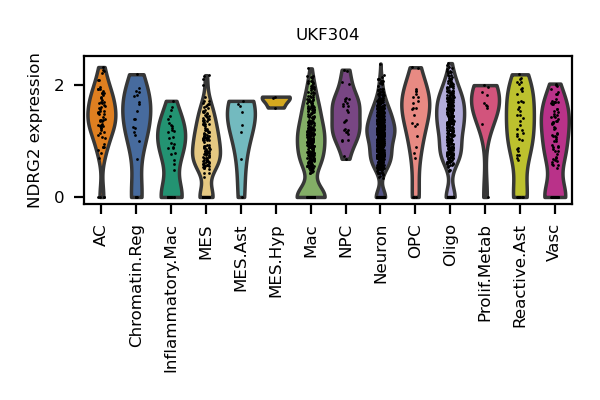 UKF304
NDRG2 expression
2
0
AC
Chromatin.Reg
Inflammatory.Mac
MES
MES.Ast
MES.Hyp
Mac
NPC
Neuron
OPC
Oligo
Prolif.Metab
Reactive.Ast
Vasc